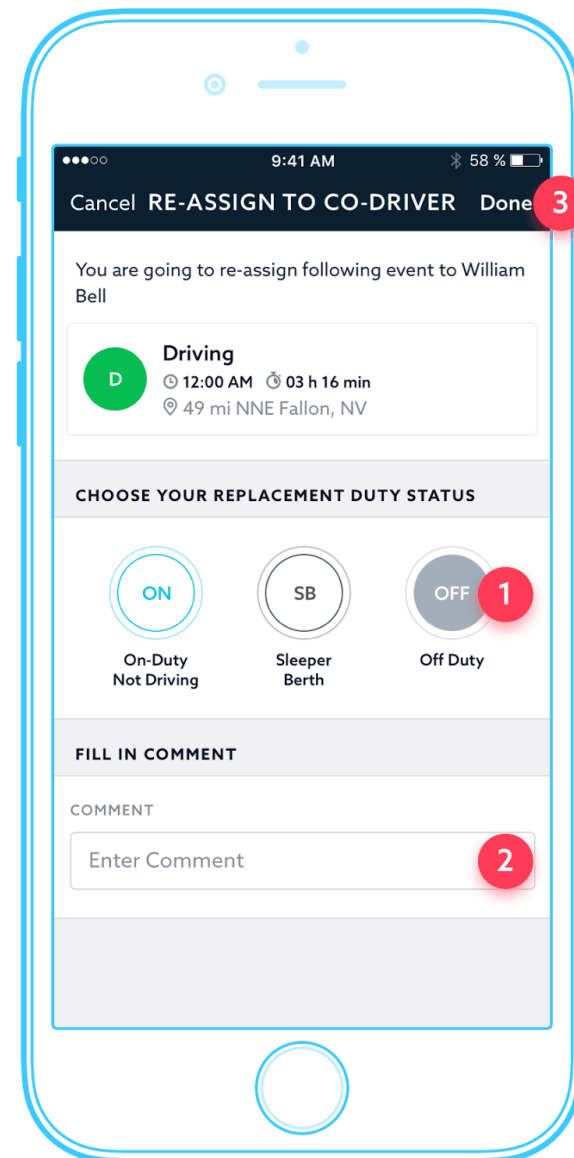 9:41 AM 58 %
Cancel RE-ASSIGN TO CO-DRIVER Done 3
You are going to re-assign following event to William
Bell
D
Driving
12:00 AM 03 h 16 min
49 mi NNE Fallon, NV
CHOOSE YOUR REPLACEMENT DUTY STATUS
ON SB OFF 1
On-Duty Sleeper Off Duty
Not Driving Berth
FILL IN COMMENT
COMMENT
Enter Comment 2